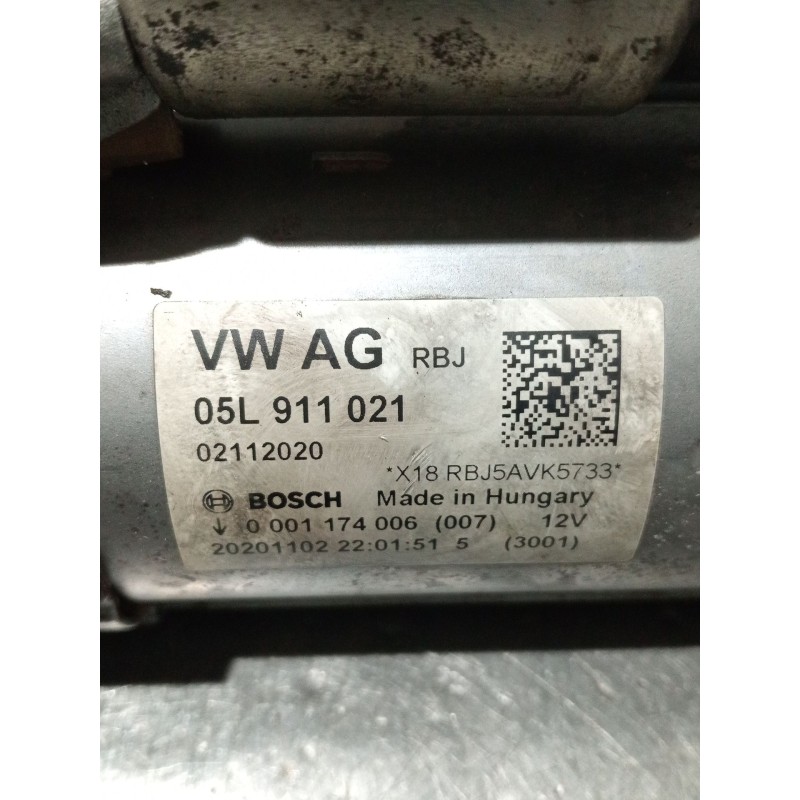 VW AG RBJ
05L 911 021
02112020
*X18 RBJ5AVK5733*
BOSCH Made in Hungary
↓ 0 001 174 006 (007) 12V
20201102 22:01:51 5 (3001)